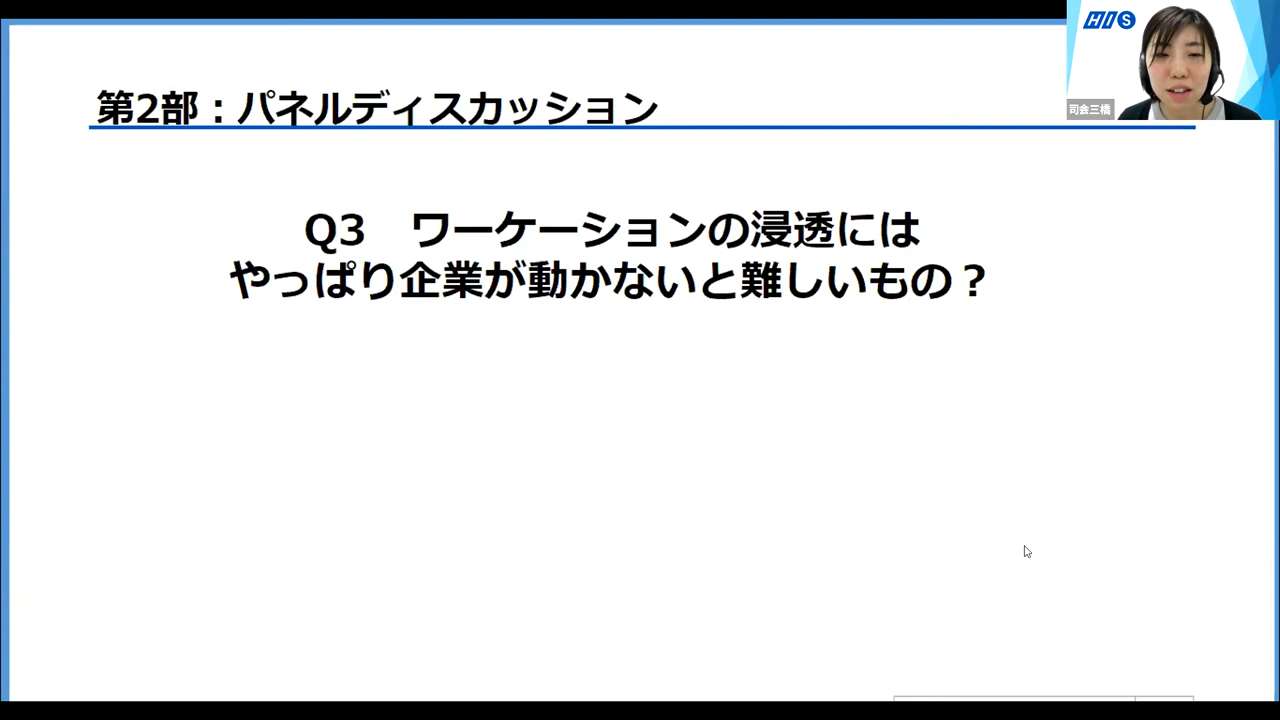 HIS
司会三橋
第2部：パネルディスカッション
Q3　ワーケーションの浸透には
やっぱり企業が動かないと難しいもの？